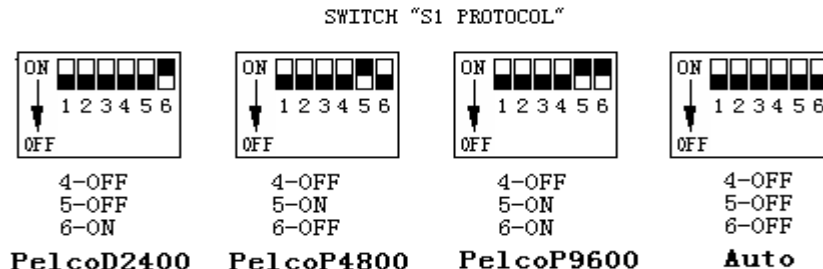 SWITCH "S1 PROTOCOL"
ON
1 2 3 4 5 6
OFF
4-OFF
5-OFF
6-ON
PelcoD2400
ON
1 2 3 4 5 6
OFF
4-OFF
5-ON
6-OFF
PelcoP4800
ON
1 2 3 4 5 6
OFF
4-OFF
5-ON
6-ON
PelcoP9600
ON
1 2 3 4 5 6
OFF
4-OFF
5-OFF
6-OFF
Auto